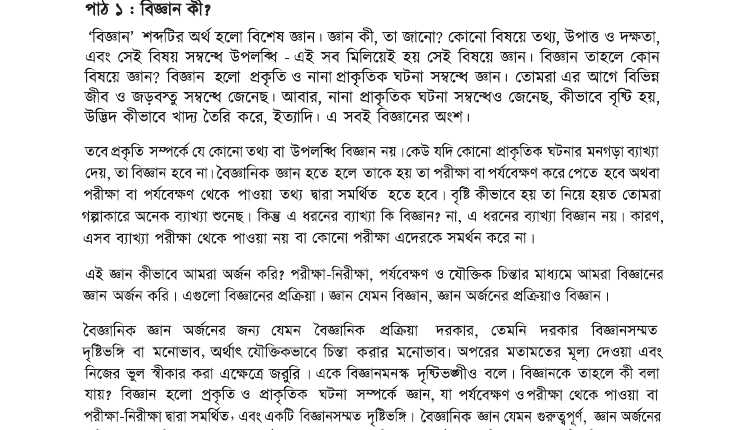 পাঠ ১ : বিজ্ঞান কী?
‘বিজ্ঞান’ শব্দটির অর্থ হলো বিশেষ জ্ঞান। জ্ঞান কী, তা জানো? কোনো বিষয়ে তথ্য, উপাত্ত ও দক্ষতা,
এবং সেই বিষয় সম্বন্ধে উপলব্ধি - এই সব মিলিয়েই হয় সেই বিষয়ে জ্ঞান। বিজ্ঞান তাহলে কোন
বিষয়ে জ্ঞান? বিজ্ঞান হলো প্রকৃতি ও নানা প্রাকৃতিক ঘটনা সম্বন্ধে জ্ঞান। তোমরা এর আগে বিভিন্ন
জীব ও জড়বস্তু সম্বন্ধে জেনেছ। আবার, নানা প্রাকৃতিক ঘটনা সম্বন্ধেও জেনেছ, কীভাবে বৃষ্টি হয়,
উদ্ভিদ কীভাবে খাদ্য তৈরি করে, ইত্যাদি। এ সবই বিজ্ঞানের অংশ।
তবে প্রকৃতি সম্পর্কে যে কোনো তথ্য বা উপলব্ধি বিজ্ঞান নয়। কেউ যদি কোনো প্রাকৃতিক ঘটনার মনগড়া ব্যাখ্যা
দেয়, তা বিজ্ঞান হবে না। বৈজ্ঞানিক জ্ঞান হতে হলে তাকে হয় তা পরীক্ষা বা পর্যবেক্ষণ করে পেতে হবে অথবা
পরীক্ষা বা পর্যবেক্ষণ থেকে পাওয়া তথ্য দ্বারা সমর্থিত হতে হবে। বৃষ্টি কীভাবে হয় তা নিয়ে হয়ত তোমরা
গল্পাকারে অনেক ব্যাখ্যা শুনেছ। কিন্তু এ ধরনের ব্যাখ্যা কি বিজ্ঞান? না, এ ধরনের ব্যাখ্যা বিজ্ঞান নয়। কারণ,
এসব ব্যাখ্যা পরীক্ষা থেকে পাওয়া নয় বা কোনো পরীক্ষা এদেরকে সমর্থন করে না।
এই জ্ঞান কীভাবে আমরা অর্জন করি? পরীক্ষা-নিরীক্ষা, পর্যবেক্ষণ ও যৌক্তিক চিন্তার মাধ্যমে আমরা বিজ্ঞানের
জ্ঞান অর্জন করি। এগুলো বিজ্ঞানের প্রক্রিয়া। জ্ঞান যেমন বিজ্ঞান, জ্ঞান অর্জনের প্রক্রিয়াও বিজ্ঞান।
বৈজ্ঞানিক জ্ঞান অর্জনের জন্য যেমন বৈজ্ঞানিক প্রক্রিয়া দরকার, তেমনি দরকার বিজ্ঞানসম্মত
দৃষ্টিভঙ্গি বা মনোভাব, অর্থাৎ যৌক্তিকভাবে চিন্তা করার মনোভাব। অপরের মতামতের মূল্য দেওয়া এবং
নিজের ভুল স্বীকার করা এক্ষেত্রে জরুরি। একে বিজ্ঞানমনস্ক দৃষ্টিভঙ্গীও বলে। বিজ্ঞানকে তাহলে কী বলা
যায়? বিজ্ঞান হলো প্রকৃতি ও প্রাকৃতিক ঘটনা সম্পর্কে জ্ঞান, যা পর্যবেক্ষণ ও পরীক্ষা থেকে পাওয়া বা
পরীক্ষা-নিরীক্ষা দ্বারা সমর্থিত, এবং একটি বিজ্ঞানসম্মত দৃষ্টিভঙ্গি। বৈজ্ঞানিক জ্ঞান যেমন গুরুত্বপূর্ণ, জ্ঞান অর্জনের